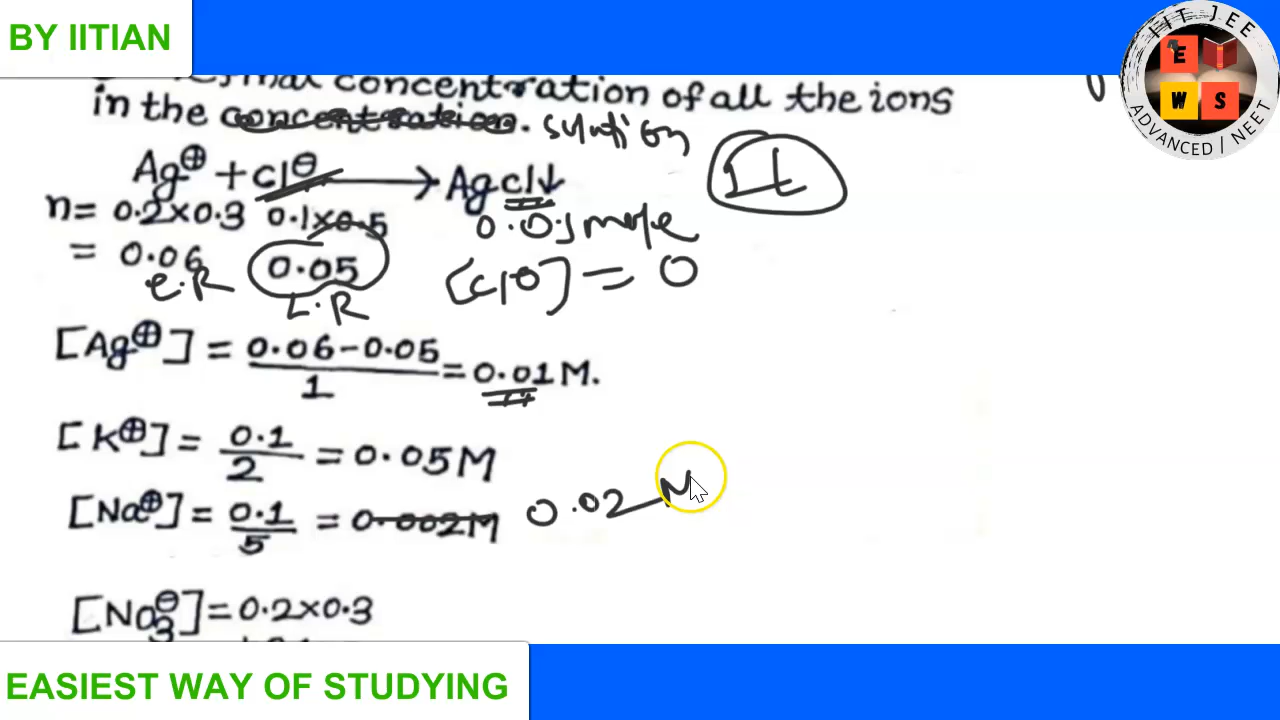 BY IITIAN
IIT JEE
E
W S
ADVANCED / NEET
final concentration of all the ions
in the concentration. solution
Ag⊕ + Cl⊖ ⟶ AgCl↓
1L
n = 0.2×0.3 0.1×0.5 0.05 mole
= 0.06 0.05 [Cl⊖] = 0
e.R L.R
[Ag⊕] = 0.06-0.05/1 = 0.01 M.
[K⊕] = 0.1/2 = 0.05 M
[Na⊕] = 0.1/5 = 0.002M 0.02 M
[NO₃⊖] = 0.2×0.3
EASIEST WAY OF STUDYING